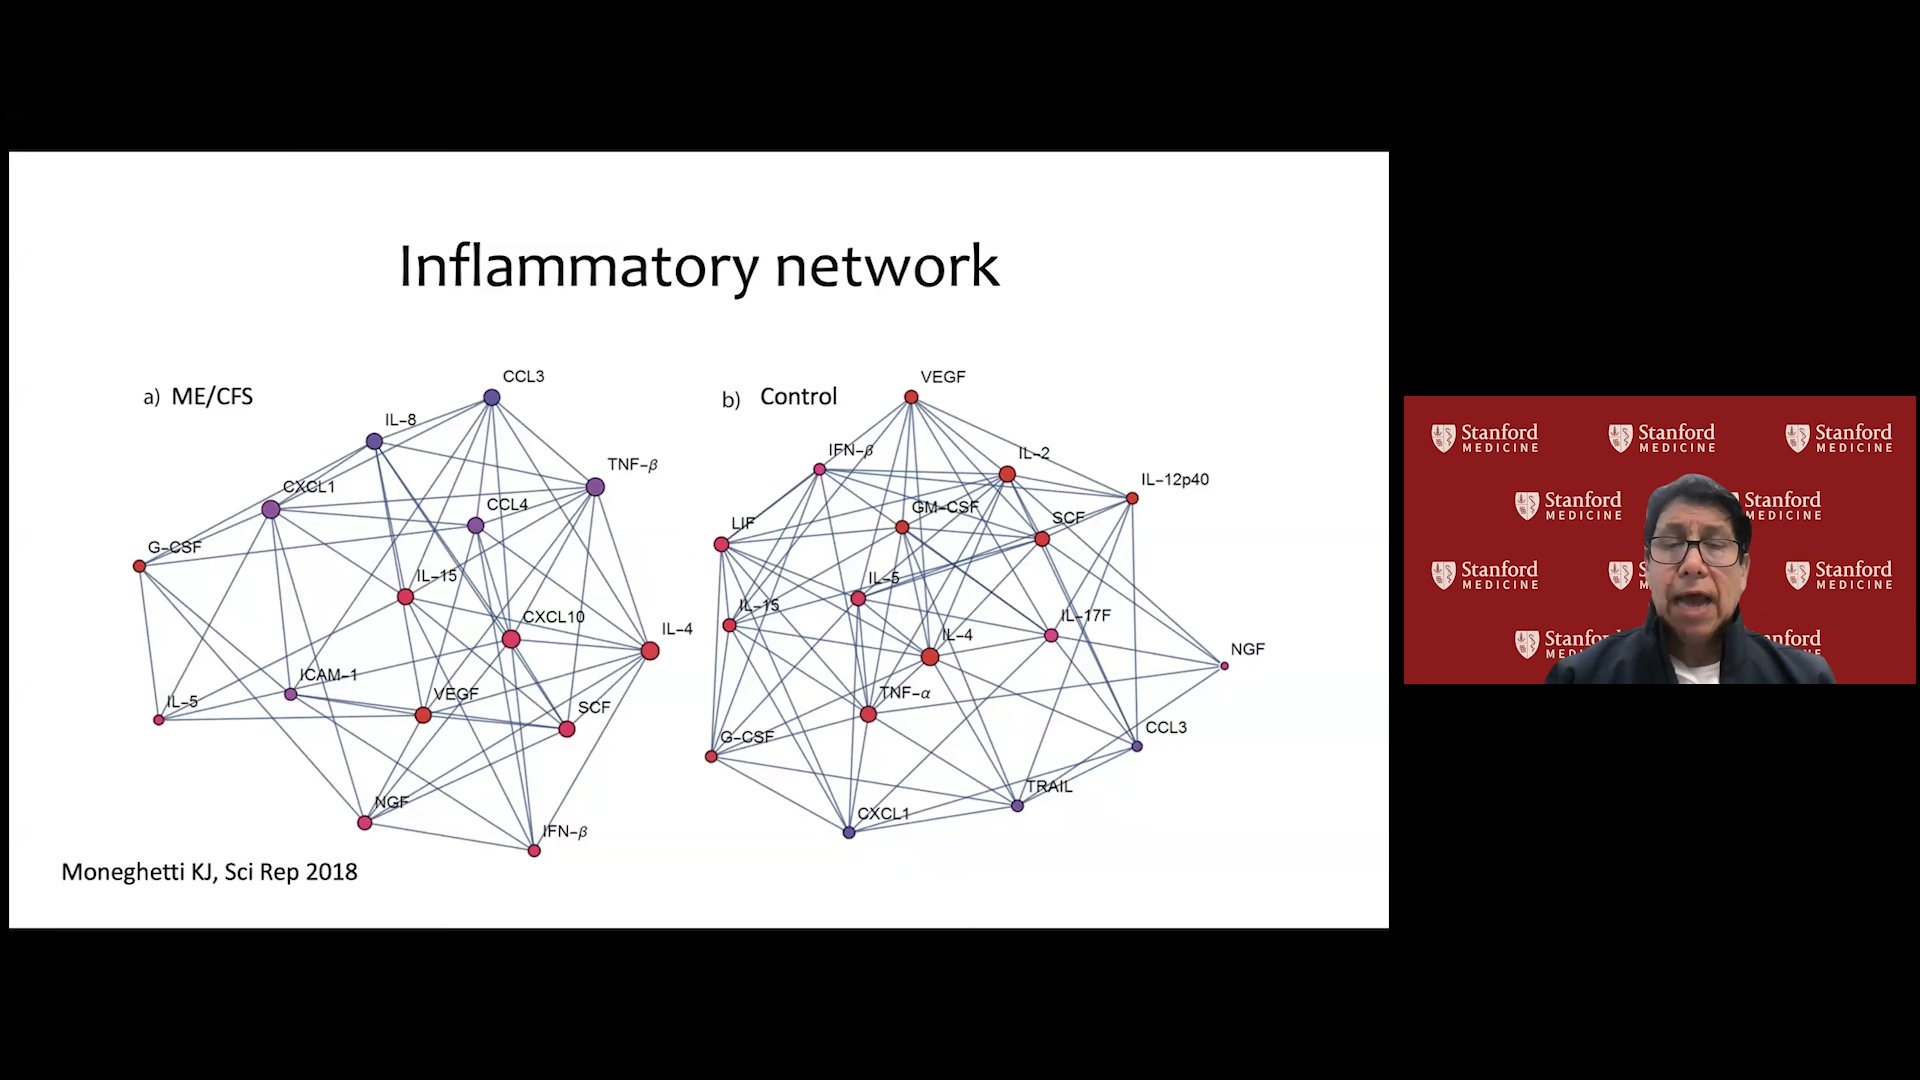 Inflammatory network
a) ME/CFS
CCL3
IL-8
TNF-β
CXCL1
CCL4
G-CSF
IL-15
CXCL10
IL-4
ICAM-1
IL-5
VEGF
SCF
NGF
IFN-β
b) Control
VEGF
IFN-β
IL-2
IL-12p40
GM-CSF
SCF
LIF
IL-5
IL-15
IL-17F
IL-4
NGF
TNF-α
G-CSF
CCL3
TRAIL
CXCL1
Moneghetti KJ, Sci Rep 2018
Stanford
MEDICINE
Stanford
MEDICINE
Stanford
MEDICINE
Stanford
MEDICINE
Stanford
MEDICINE
Stanford
MEDICINE
Stanford
MEDICINE